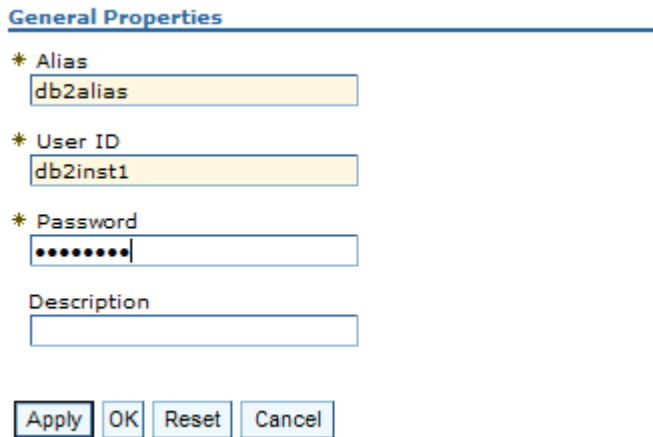 General Properties
* Alias
db2alias
* User ID
db2inst1
* Password
••••••••
Description
Apply OK Reset Cancel